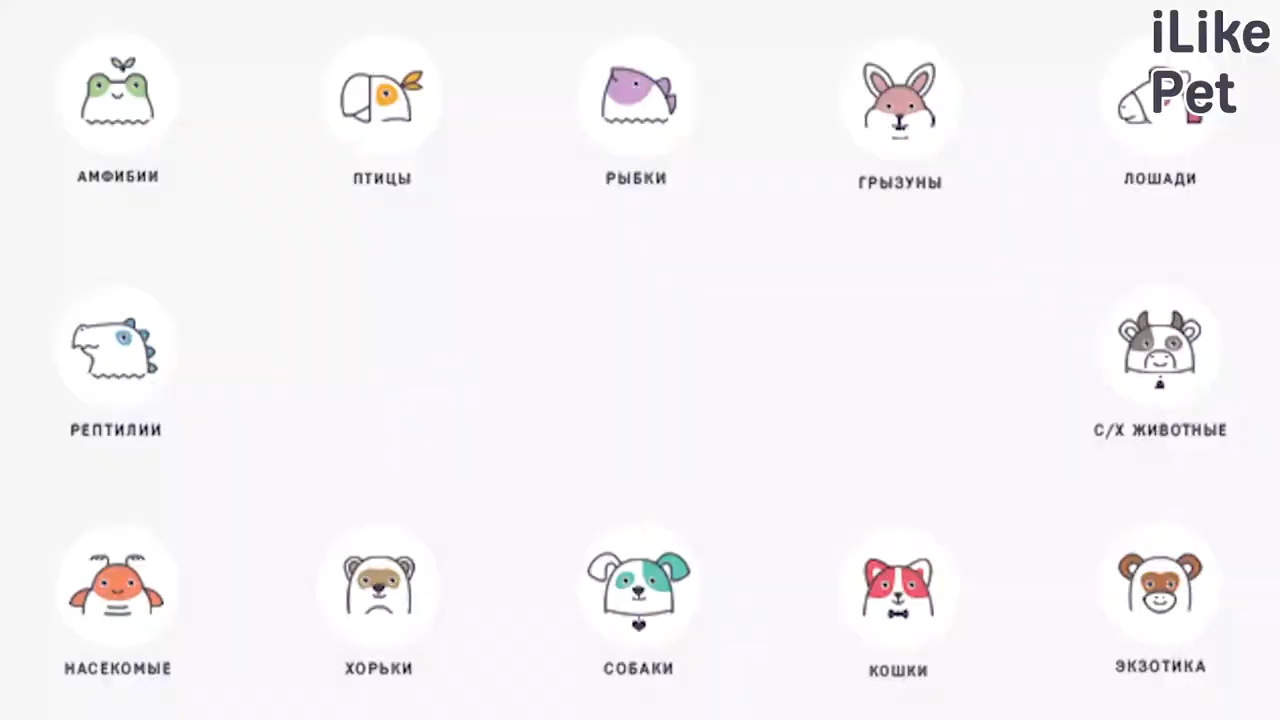 iLike
Pet
АМФИБИИ
ПТИЦЫ
РЫБКИ
ГРЫЗУНЫ
ЛОШАДИ
РЕПТИЛИИ
С/Х ЖИВОТНЫЕ
НАСЕКОМЫЕ
ХОРЬКИ
СОБАКИ
КОШКИ
ЭКЗОТИКА